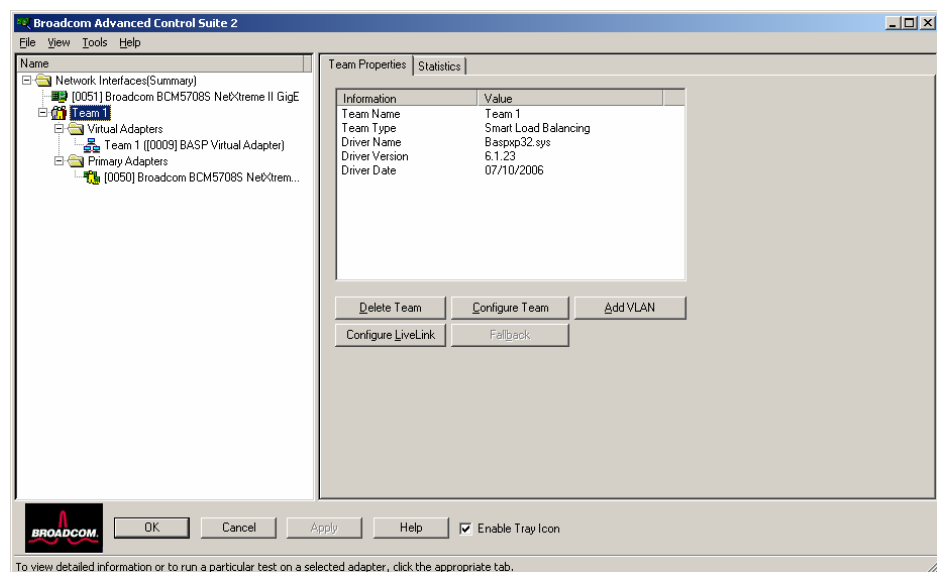 Broadcom Advanced Control Suite 2
File View Tools Help
Name
Network Interfaces(Summary)
[0051] Broadcom BCM5708S NetXtreme II GigE
Team 1
Virtual Adapters
Team 1 ([0009] BASP Virtual Adapter)
Primary Adapters
[0050] Broadcom BCM5708S NetXtrem...
Team Properties Statistics
Information Value
Team Name Team 1
Team Type Smart Load Balancing
Driver Name Baspxp32.sys
Driver Version 6.1.23
Driver Date 07/10/2006
Delete Team Configure Team Add VLAN
Configure LiveLink Fallback
BROADCOM. OK Cancel Apply Help Enable Tray Icon
To view detailed information or to run a particular test on a selected adapter, click the appropriate tab.